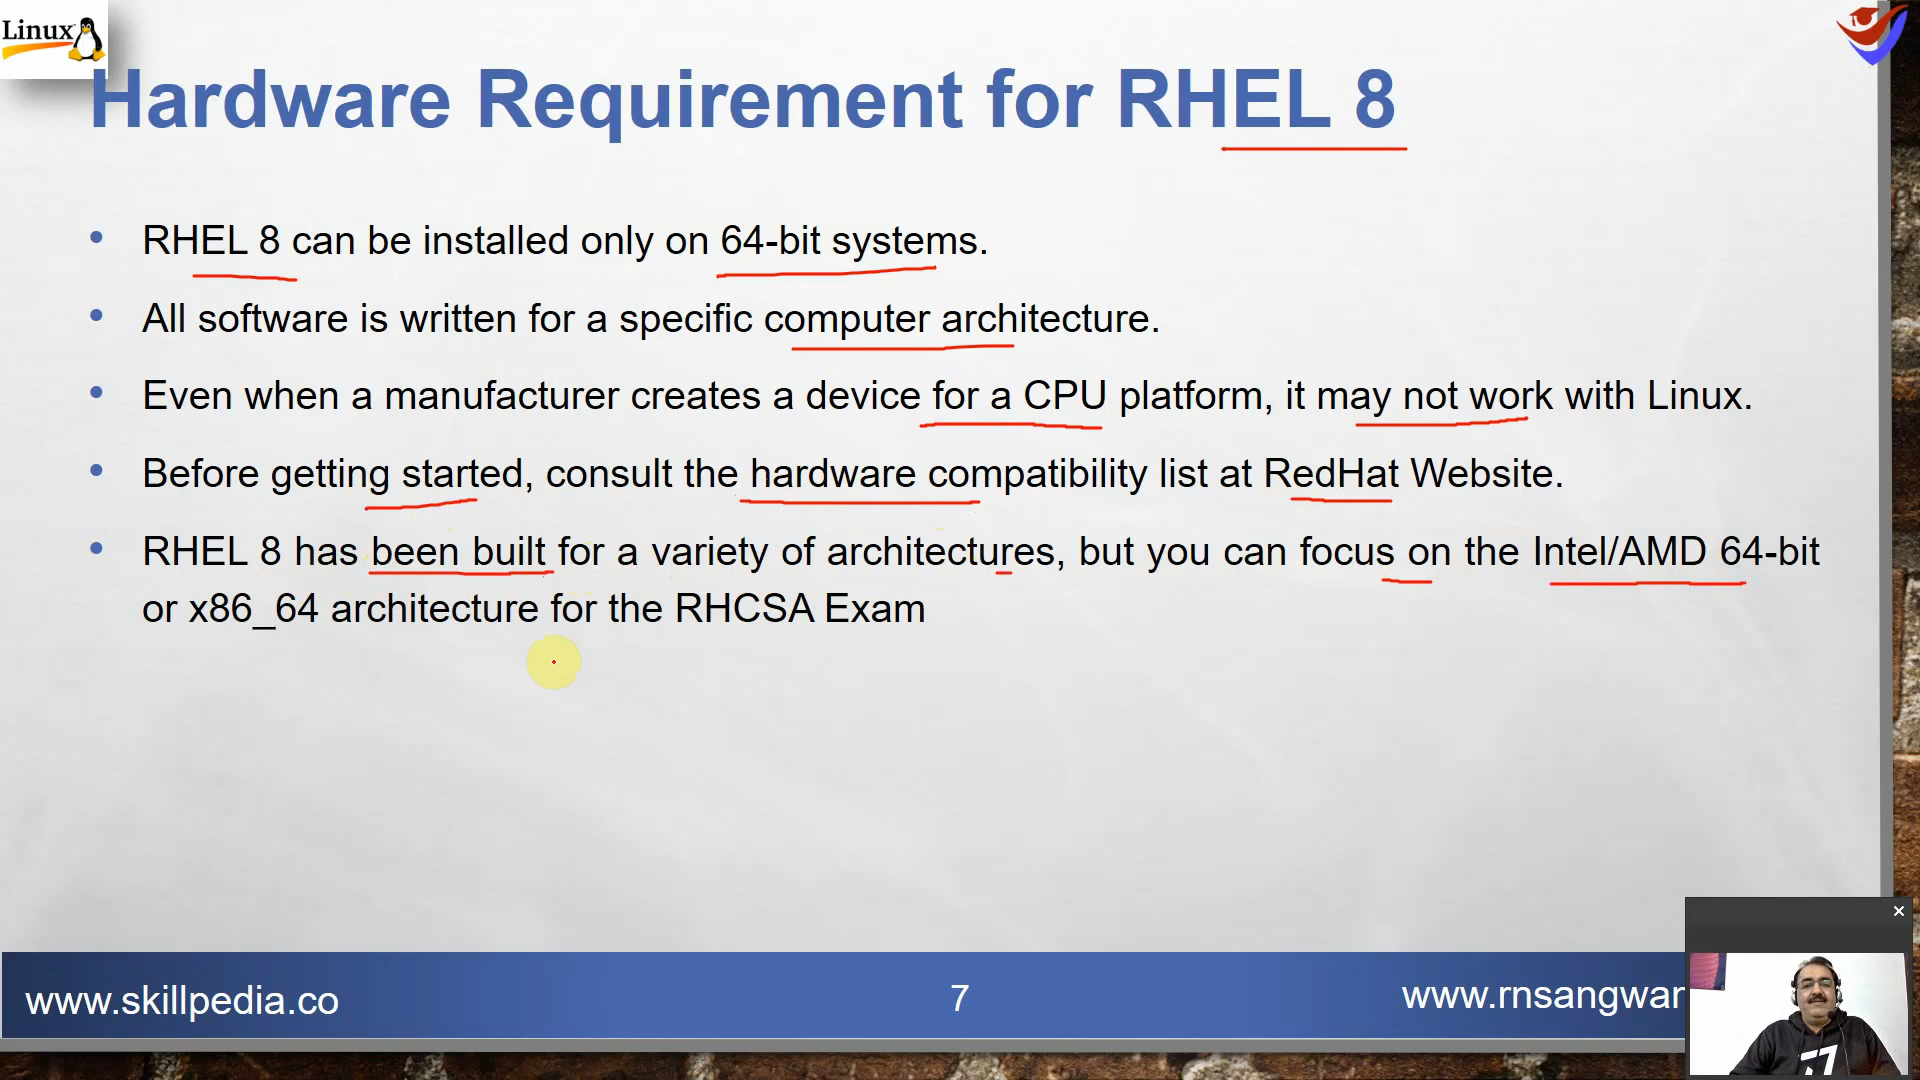 Linux
Hardware Requirement for RHEL 8
• RHEL 8 can be installed only on 64-bit systems.
• All software is written for a specific computer architecture.
• Even when a manufacturer creates a device for a CPU platform, it may not work with Linux.
• Before getting started, consult the hardware compatibility list at RedHat Website.
• RHEL 8 has been built for a variety of architectures, but you can focus on the Intel/AMD 64-bit
or x86_64 architecture for the RHCSA Exam
www.skillpedia.co
7
www.rnsangwan